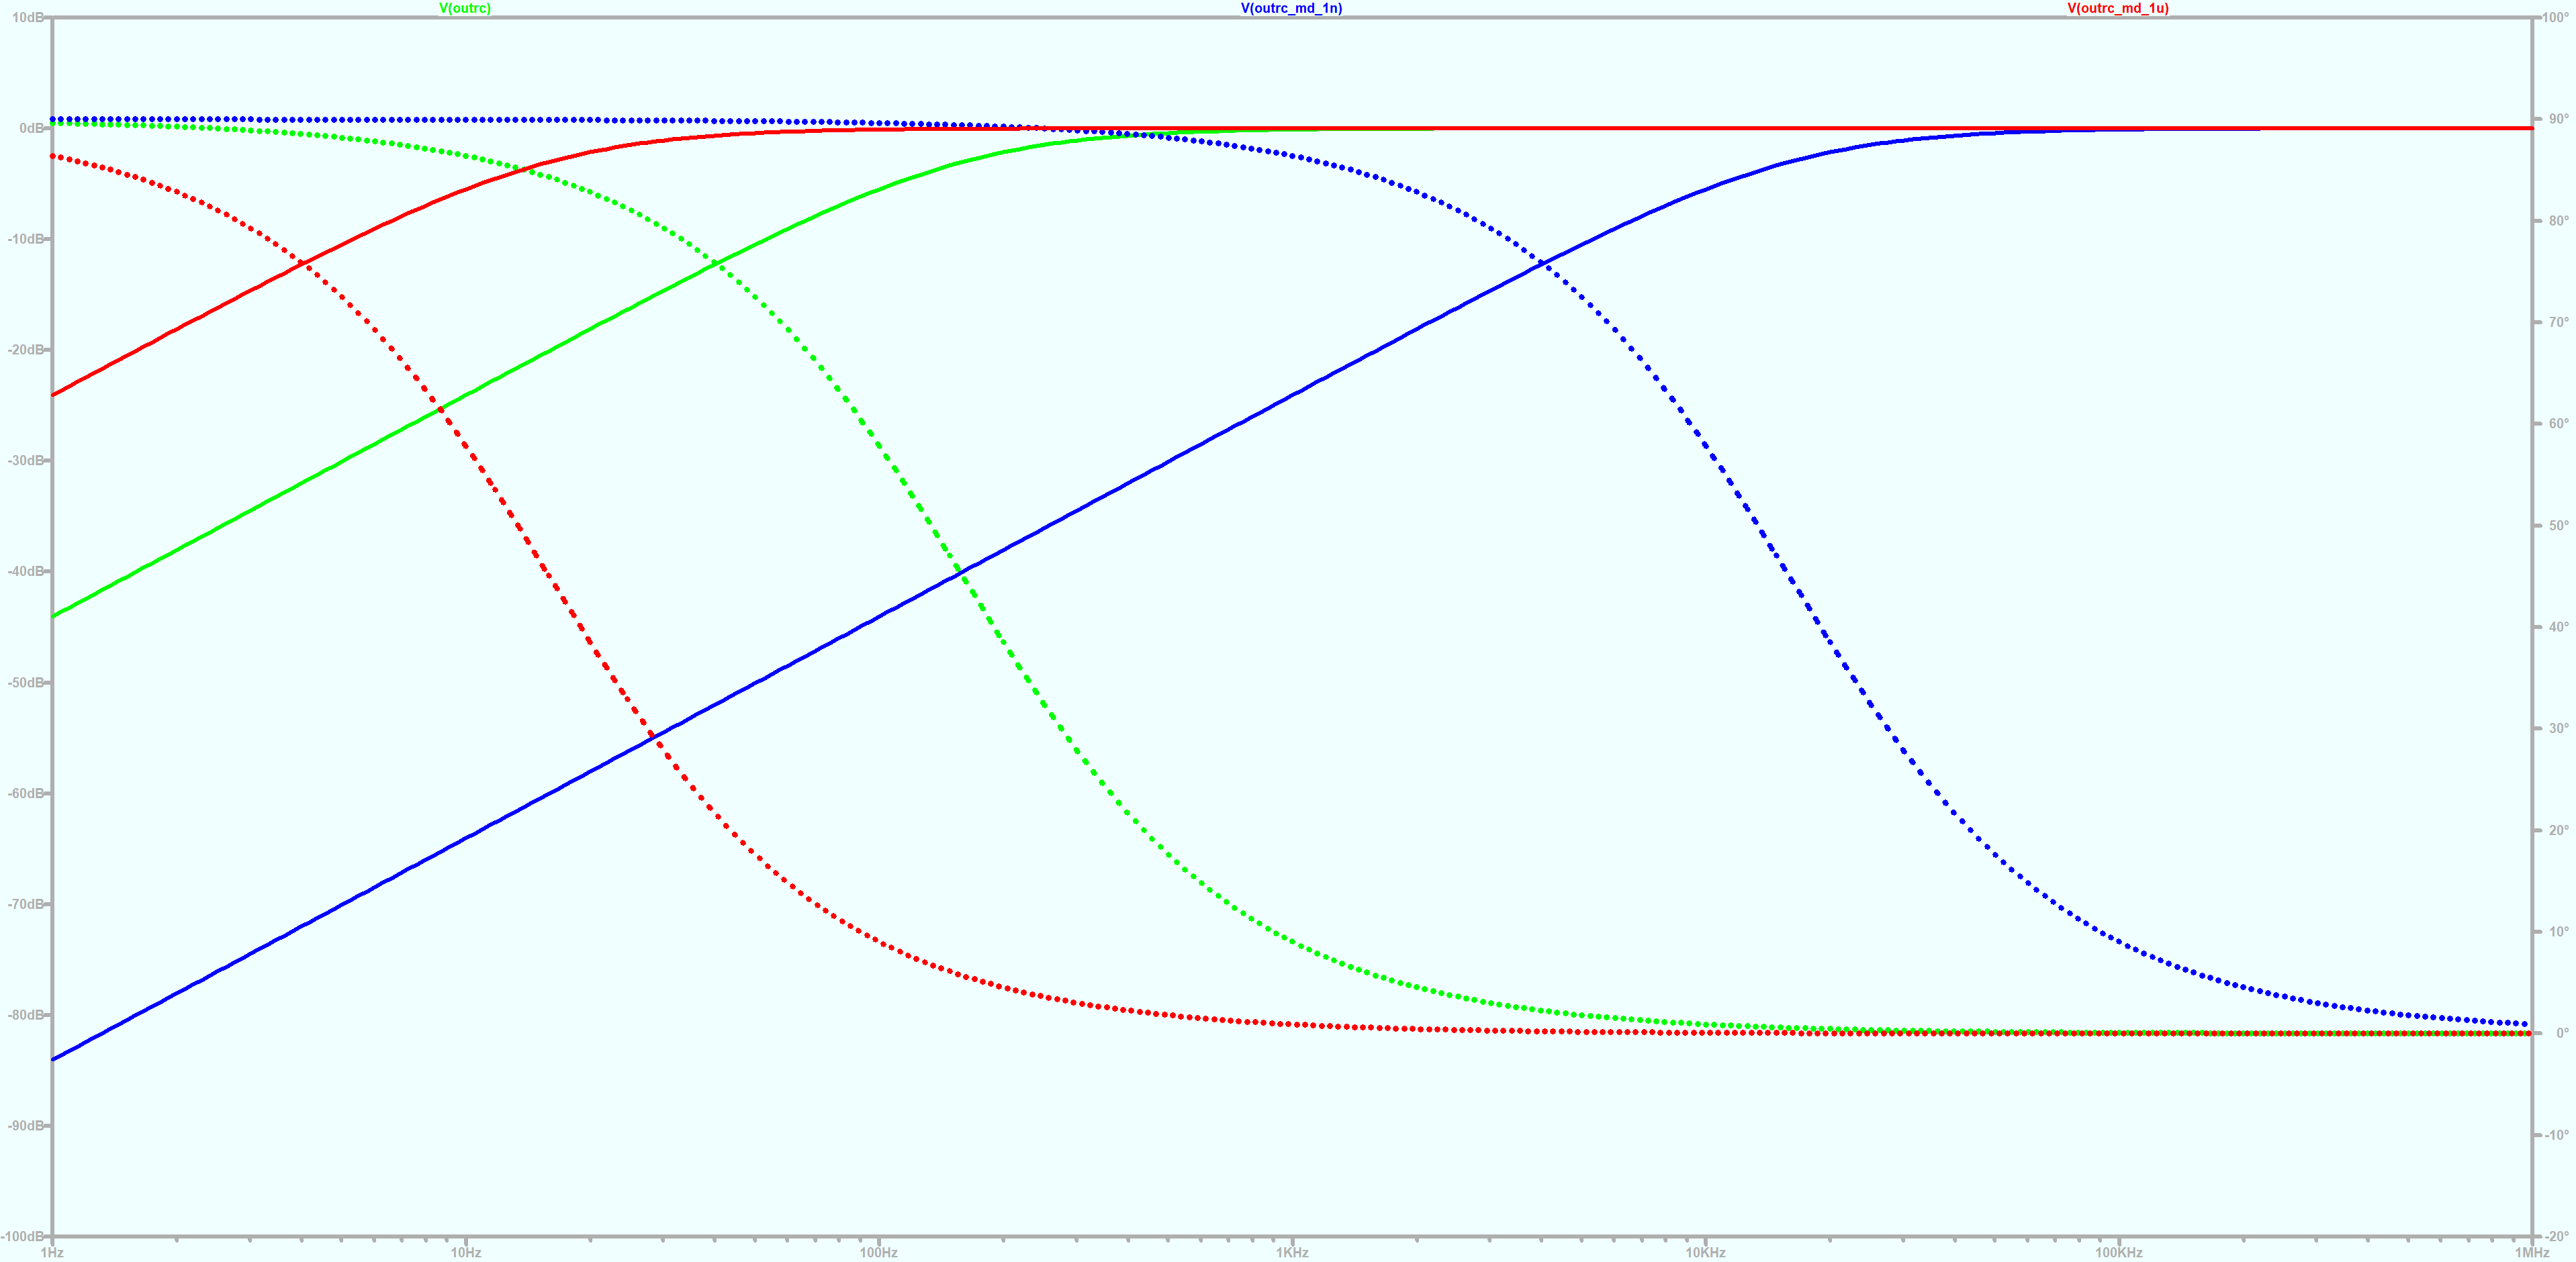 V(outrc) V(outrc_md_1n) V(outrc_md_1u)
10dB 100°
0dB 90°
-10dB 80°
-20dB 70°
-30dB 60°
-40dB 50°
-50dB 40°
-60dB 30°
-70dB 20°
-80dB 10°
0°
-90dB
-10°
-100dB -20°
1Hz 10Hz 100Hz 1KHz 10KHz 100KHz 1MHz